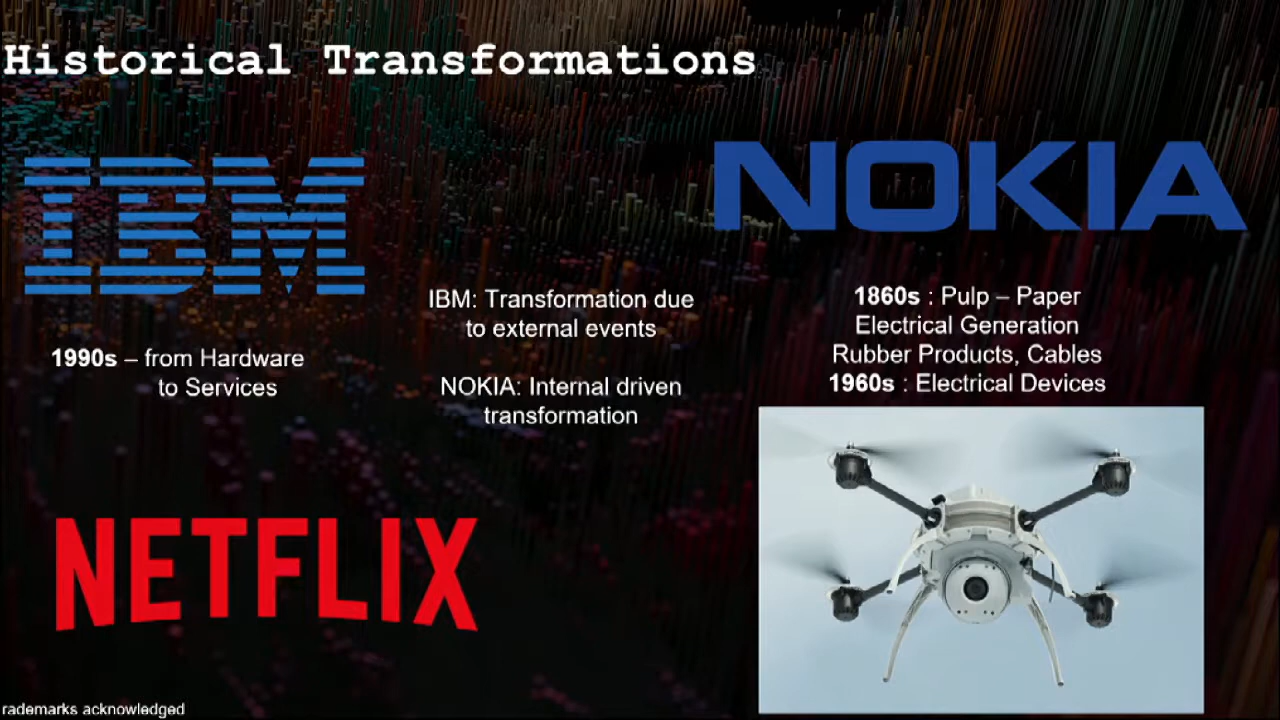 Historical Transformations
IBM
NOKIA
1990s – from Hardware
to Services
IBM: Transformation due
to external events
NOKIA: Internal driven
transformation
1860s : Pulp – Paper
Electrical Generation
Rubber Products, Cables
1960s : Electrical Devices
NETFLIX
rademarks acknowledged